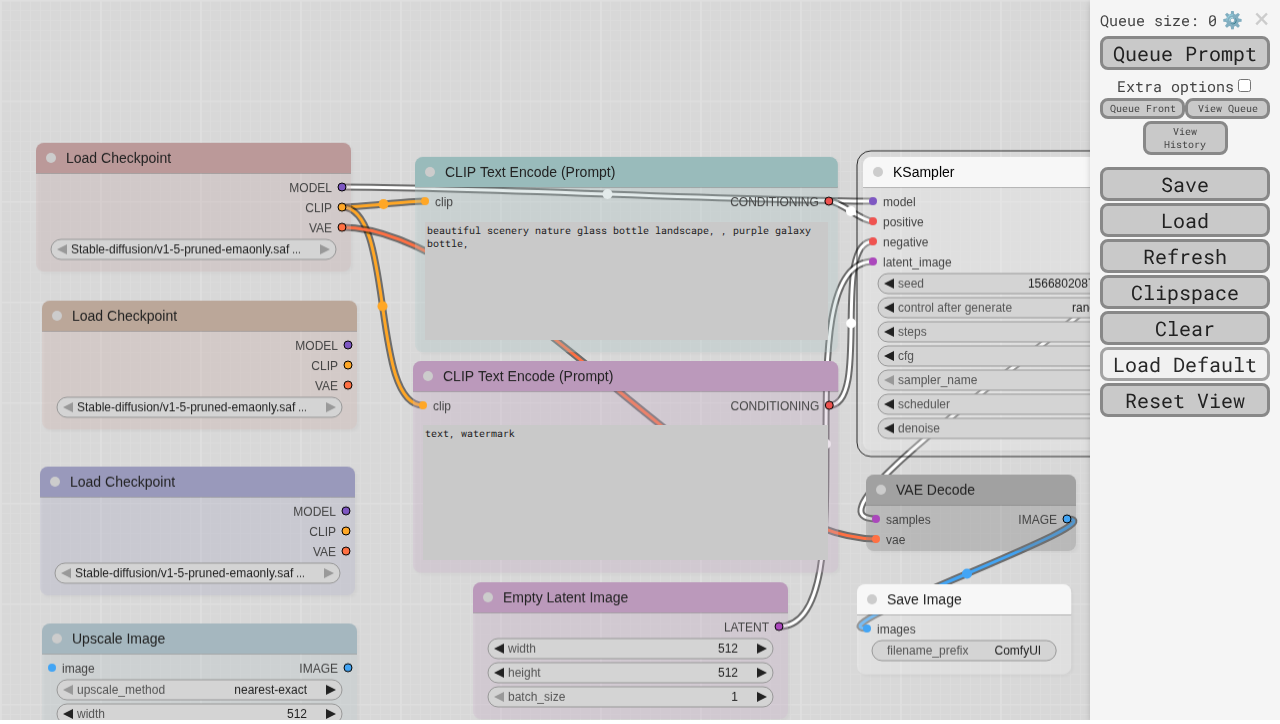 Queue size: 0
Queue Prompt
Extra options
Queue Front
View Queue
View
History
Save
Load
Refresh
Clipspace
Clear
Load Default
Reset View
Load Checkpoint
MODEL
CLIP
VAE
Stable-diffusion/v1-5-pruned-emaonly.saf ...
Load Checkpoint
MODEL
CLIP
VAE
Stable-diffusion/v1-5-pruned-emaonly.saf ...
Load Checkpoint
MODEL
CLIP
VAE
Stable-diffusion/v1-5-pruned-emaonly.saf ...
Upscale Image
image IMAGE
upscale_method nearest-exact
width 512
CLIP Text Encode (Prompt)
clip CONDITIONING
beautiful scenery nature glass bottle landscape, , purple galaxy
bottle,
CLIP Text Encode (Prompt)
clip CONDITIONING
text, watermark
Empty Latent Image
LATENT
width 512
height 512
batch_size 1
KSampler
model
positive
negative
latent_image
seed 1566802087
control after generate ran
steps
cfg
sampler_name
scheduler
denoise
VAE Decode
samples IMAGE
vae
Save Image
images
filename_prefix ComfyUI